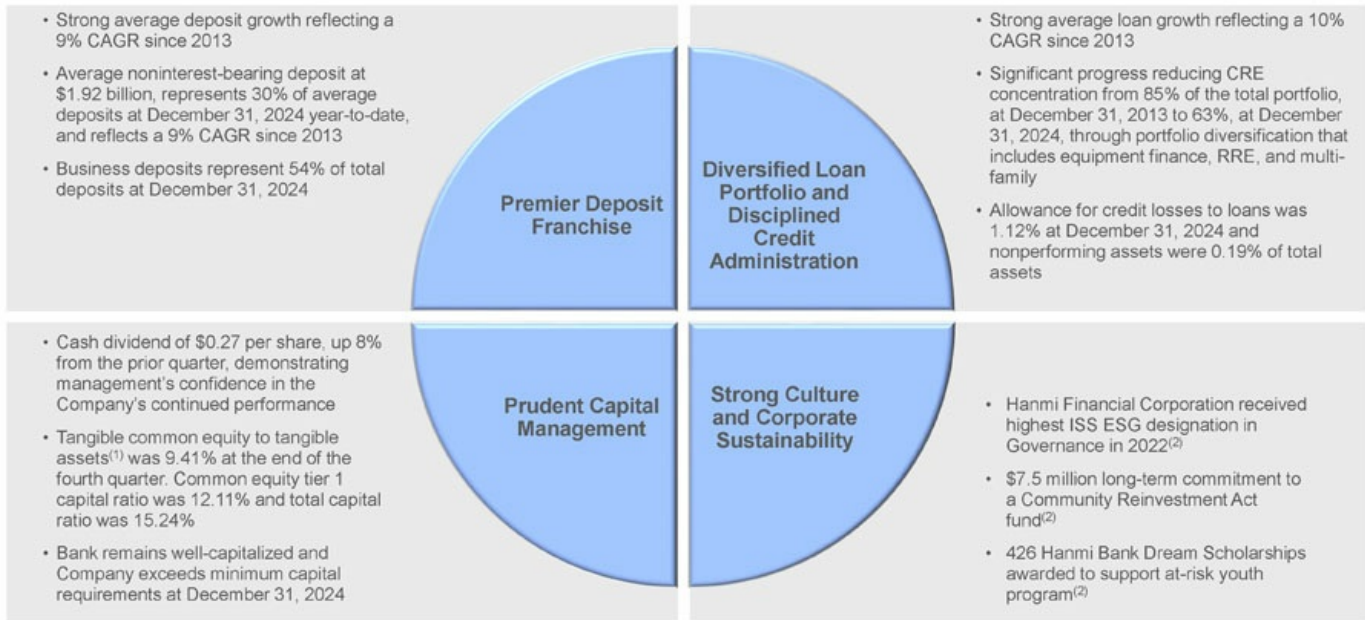 • Strong average deposit growth reflecting a
9% CAGR since 2013
• Average noninterest-bearing deposit at
$1.92 billion, represents 30% of average
deposits at December 31, 2024 year-to-date,
and reflects a 9% CAGR since 2013
• Business deposits represent 54% of total
deposits at December 31, 2024
Premier Deposit
Franchise
Diversified Loan
Portfolio and
Disciplined
Credit
Administration
• Strong average loan growth reflecting a 10%
CAGR since 2013
• Significant progress reducing CRE
concentration from 85% of the total portfolio,
at December 31, 2013 to 63%, at December
31, 2024, through portfolio diversification that
includes equipment finance, RRE, and multi-
family
• Allowance for credit losses to loans was
1.12% at December 31, 2024 and
nonperforming assets were 0.19% of total
assets
• Cash dividend of $0.27 per share, up 8%
from the prior quarter, demonstrating
management's confidence in the
Company's continued performance
• Tangible common equity to tangible
assets(1) was 9.41% at the end of the
fourth quarter. Common equity tier 1
capital ratio was 12.11% and total capital
ratio was 15.24%
• Bank remains well-capitalized and
Company exceeds minimum capital
requirements at December 31, 2024
Prudent Capital
Management
Strong Culture
and Corporate
Sustainability
• Hanmi Financial Corporation received
highest ISS ESG designation in
Governance in 2022(2)
• $7.5 million long-term commitment to
a Community Reinvestment Act
fund(2)
• 426 Hanmi Bank Dream Scholarships
awarded to support at-risk youth
program(2)